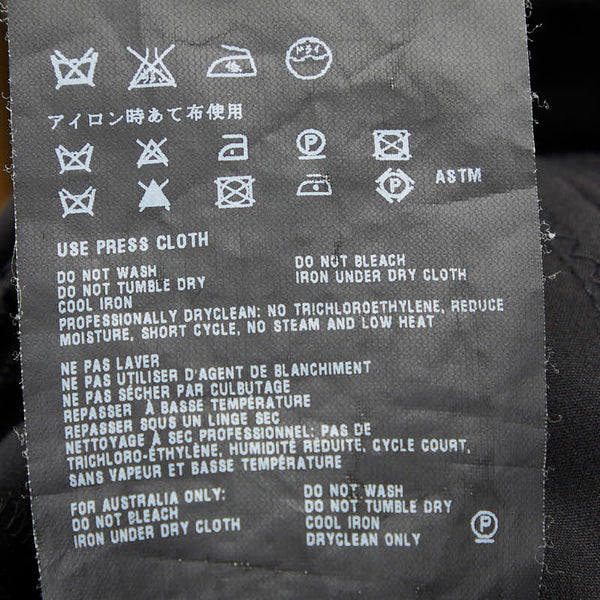 ドライ
アイロン時あて布使用
P
P
ASTM
USE PRESS CLOTH
DO NOT WASH
DO NOT TUMBLE DRY
COOL IRON
DO NOT BLEACH
IRON UNDER DRY CLOTH
PROFESSIONALLY DRYCLEAN: NO TRICHLOROETHYLENE, REDUCE
MOISTURE, SHORT CYCLE, NO STEAM AND LOW HEAT
NE PAS LAVER
NE PAS UTILISER D'AGENT DE BLANCHIMENT
NE PAS SÉCHER PAR CULBUTAGE
REPASSER À BASSE TEMPÉRATURE
REPASSER SOUS UN LINGE SEC
NETTOYAGE À SEC PROFESSIONNEL: PAS DE
TRICHLORO-ÉTHYLÈNE, HUMIDITÉ RÉDUITE, CYCLE COURT,
SANS VAPEUR ET BASSE TEMPÉRATURE
FOR AUSTRALIA ONLY:
DO NOT BLEACH
IRON UNDER DRY CLOTH
DO NOT WASH
DO NOT TUMBLE DRY
COOL IRON
DRYCLEAN ONLY
P